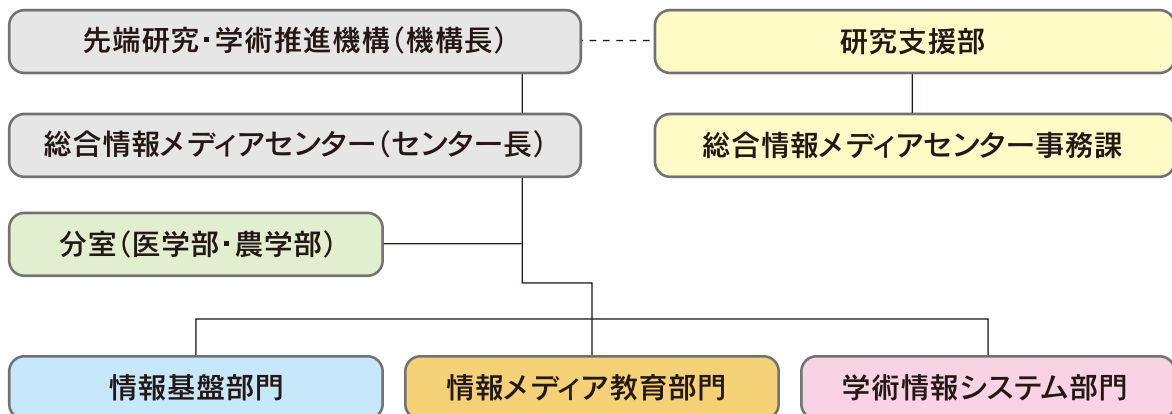 先端研究・学術推進機構(機構長)
研究支援部
総合情報メディアセンター(センター長)
総合情報メディアセンター事務課
分室(医学部・農学部)
情報基盤部門
情報メディア教育部門
学術情報システム部門